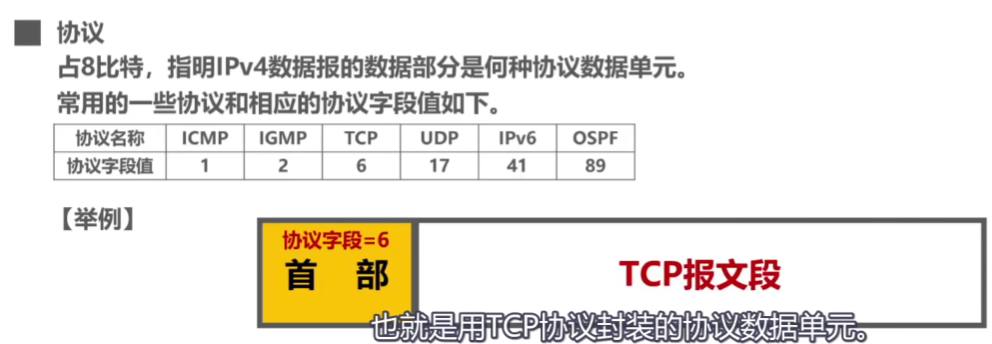 协议
占8比特，指明IPv4数据报的数据部分是何种协议数据单元。
常用的一些协议和相应的协议字段值如下。
协议名称 ICMP IGMP TCP UDP IPv6 OSPF
协议字段值 1 2 6 17 41 89
【举例】
协议字段=6
首 部
TCP报文段
也就是用TCP协议封装的协议数据单元。